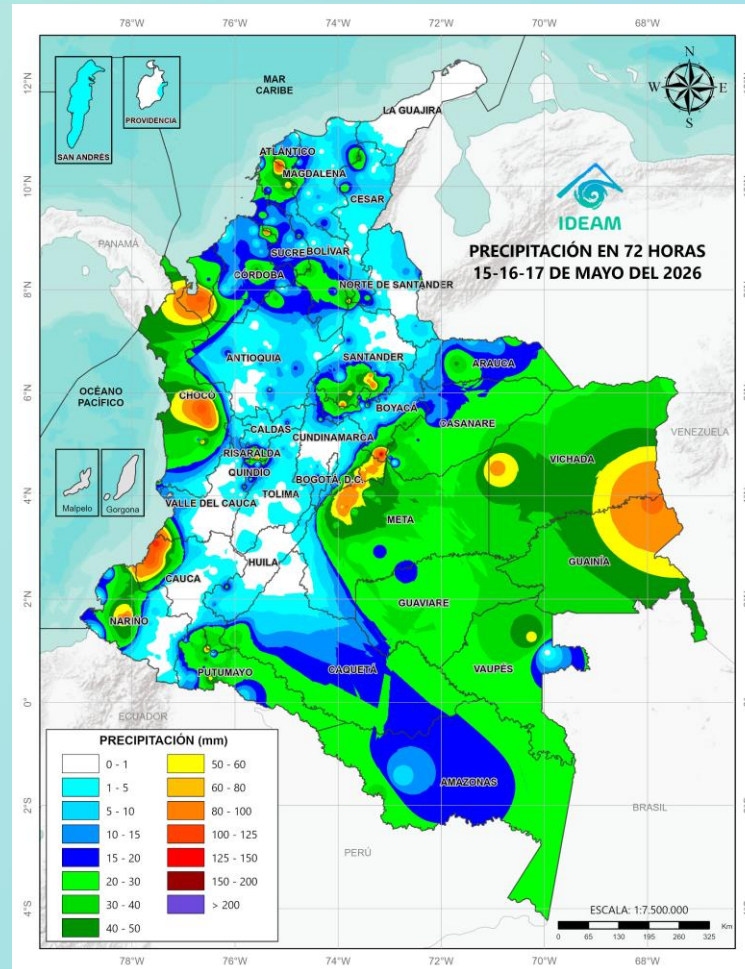 78°W 76°W 74°W 72°W 70°W 68°W
12°N
10°N
8°N
6°N
4°N
2°N
0°
2°S
4°S
N
W E
S
SAN ANDRÉS
PROVIDENCIA
MAR
CARIBE
LA GUAJIRA
ATLÁNTICO
MAGDALENA
CESAR
IDEAM
PRECIPITACIÓN EN 72 HORAS
15-16-17 DE MAYO DEL 2026
PANAMÁ
SUCRE
BOLÍVAR
CÓRDOBA
NORTE DE SANTANDER
ANTIOQUIA
SANTANDER
ARAUCA
OCÉANO
PACÍFICO
CHOCÓ
BOYACÁ
CASANARE
CALDAS
CUNDINAMARCA
VENEZUELA
RISARALDA
VICHADA
QUINDÍO
BOGOTÁ, D.C.
Malpelo
Gorgona
VALLE DEL CAUCA
TOLIMA
META
GUAINÍA
HUILA
CAUCA
GUAVIARE
NARIÑO
VAUPÉS
PUTUMAYO
CAQUETÁ
ECUADOR
AMAZONAS
BRASIL
PERÚ
PRECIPITACIÓN (mm)
0 - 1
1 - 5
5 - 10
10 - 15
15 - 20
20 - 30
30 - 40
40 - 50
50 - 60
60 - 80
80 - 100
100 - 125
125 - 150
150 - 200
> 200
ESCALA: 1:7.500.000
Km
0 65 130 195 260 325
78°W 76°W 74°W 72°W 70°W 68°W